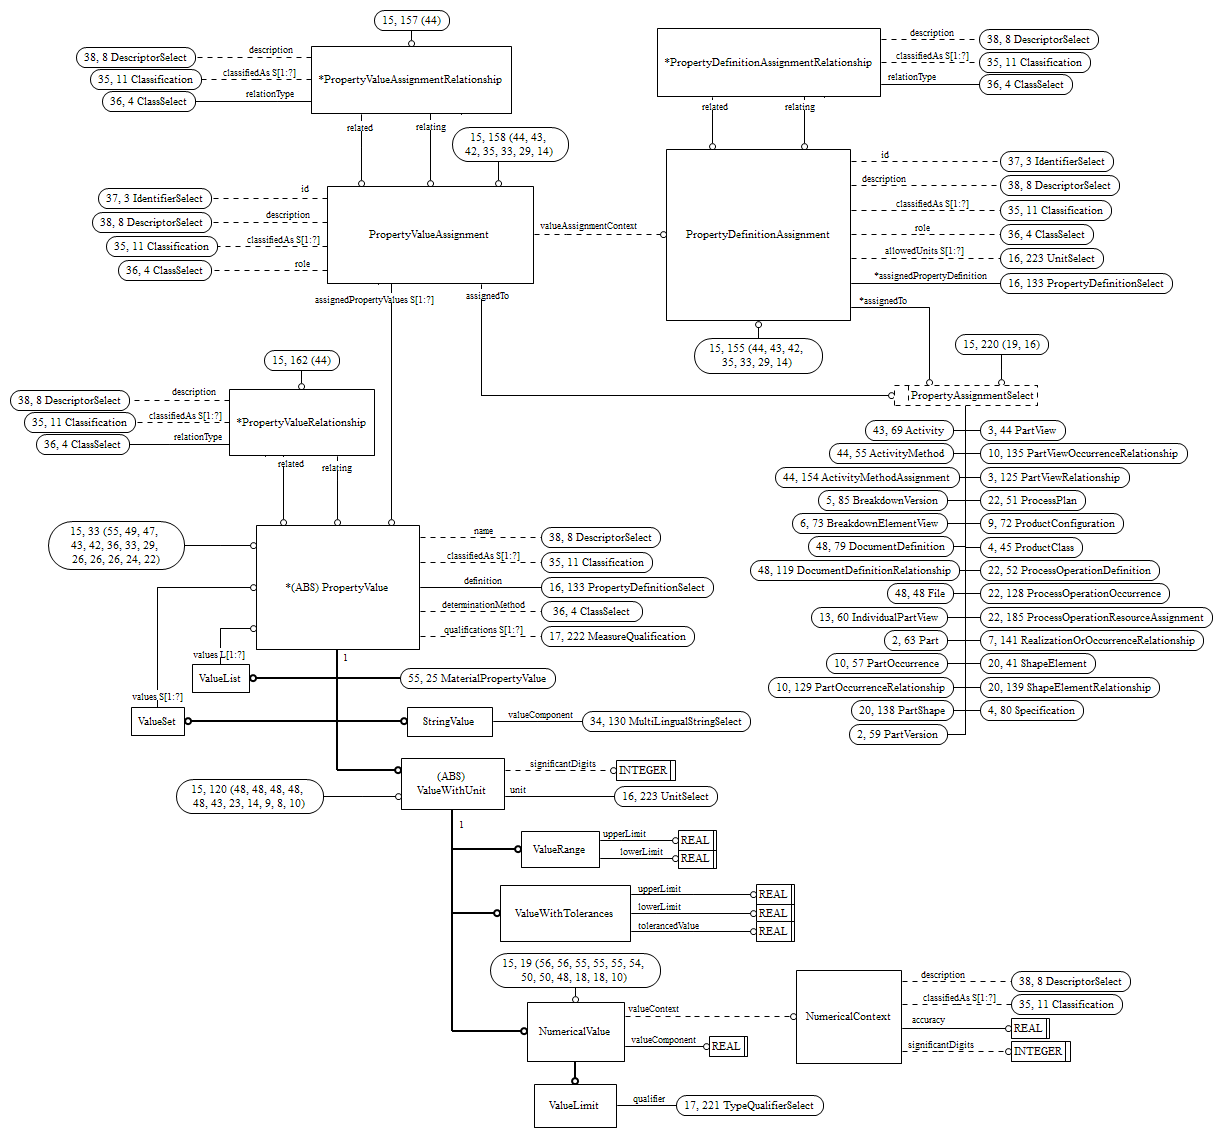 15, 157 (44)
38, 8 DescriptorSelect
description
35, 11 Classification
classifiedAs S[1:?]
36, 4 ClassSelect
relationType
*PropertyValueAssignmentRelationship
related
relating
*PropertyDefinitionAssignmentRelationship
description
38, 8 DescriptorSelect
classifiedAs S[1:?]
35, 11 Classification
relationType
36, 4 ClassSelect
related
relating
15, 158 (44, 43,
42, 35, 33, 29, 14)
37, 3 IdentifierSelect
id
38, 8 DescriptorSelect
description
35, 11 Classification
classifiedAs S[1:?]
36, 4 ClassSelect
role
PropertyValueAssignment
valueAssignmentContext
assignedPropertyValues S[1:?]
assignedTo
PropertyDefinitionAssignment
id
37, 3 IdentifierSelect
description
38, 8 DescriptorSelect
classifiedAs S[1:?]
35, 11 Classification
role
36, 4 ClassSelect
allowedUnits S[1:?]
16, 223 UnitSelect
*assignedPropertyDefinition
16, 133 PropertyDefinitionSelect
*assignedTo
15, 155 (44, 43, 42,
35, 33, 29, 14)
15, 220 (19, 16)
PropertyAssignmentSelect
43, 69 Activity
3, 44 PartView
44, 55 ActivityMethod
10, 135 PartViewOccurrenceRelationship
44, 154 ActivityMethodAssignment
3, 125 PartViewRelationship
5, 85 BreakdownVersion
22, 51 ProcessPlan
6, 73 BreakdownElementView
9, 72 ProductConfiguration
48, 79 DocumentDefinition
4, 45 ProductClass
48, 119 DocumentDefinitionRelationship
22, 52 ProcessOperationDefinition
48, 48 File
22, 128 ProcessOperationOccurrence
13, 60 IndividualPartView
22, 185 ProcessOperationResourceAssignment
2, 63 Part
7, 141 RealizationOrOccurrenceRelationship
10, 57 PartOccurrence
20, 41 ShapeElement
10, 129 PartOccurrenceRelationship
20, 139 ShapeElementRelationship
20, 138 PartShape
4, 80 Specification
2, 59 PartVersion
15, 162 (44)
38, 8 DescriptorSelect
description
35, 11 Classification
classifiedAs S[1:?]
36, 4 ClassSelect
relationType
*PropertyValueRelationship
related
relating
15, 33 (55, 49, 47,
43, 42, 36, 33, 29,
26, 26, 26, 24, 22)
*(ABS) PropertyValue
name
38, 8 DescriptorSelect
classifiedAs S[1:?]
35, 11 Classification
definition
16, 133 PropertyDefinitionSelect
determinationMethod
36, 4 ClassSelect
qualifications S[1:?]
17, 222 MeasureQualification
1
values L[1:?]
ValueList
55, 25 MaterialPropertyValue
values S[1:?]
ValueSet
StringValue
valueComponent
34, 130 MultiLingualStringSelect
15, 120 (48, 48, 48, 48,
48, 43, 23, 14, 9, 8, 10)
(ABS)
ValueWithUnit
significantDigits
INTEGER
unit
16, 223 UnitSelect
1
ValueRange
upperLimit
REAL
lowerLimit
REAL
ValueWithTolerances
upperLimit
REAL
lowerLimit
REAL
tolerancedValue
REAL
15, 19 (56, 56, 55, 55, 55, 54,
50, 50, 48, 18, 18, 10)
NumericalValue
valueContext
valueComponent
REAL
NumericalContext
description
38, 8 DescriptorSelect
classifiedAs S[1:?]
35, 11 Classification
accuracy
REAL
significantDigits
INTEGER
ValueLimit
qualifier
17, 221 TypeQualifierSelect